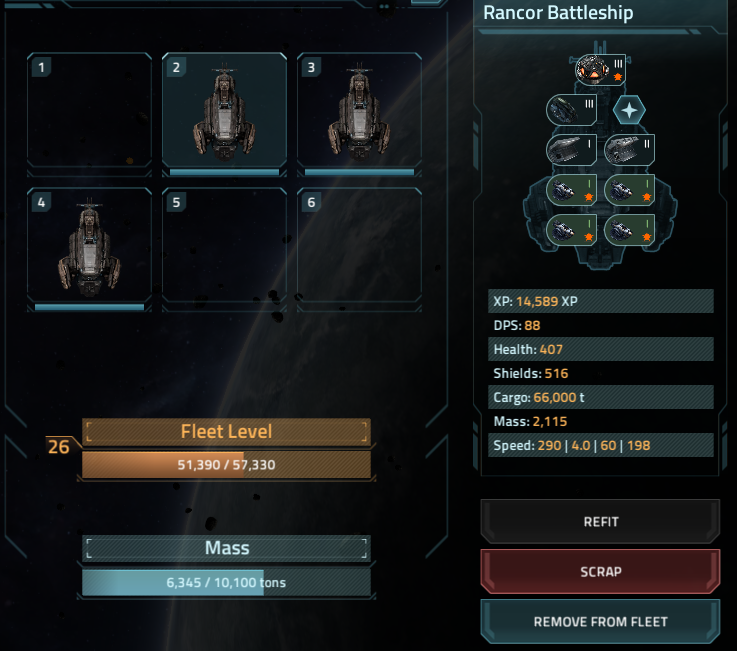 Rancor Battleship
1
2
3
4
5
6
III
III
I
II
I
I
I
I
XP: 14,589 XP
DPS: 88
Health: 407
Shields: 516
Cargo: 66,000 t
Mass: 2,115
Speed: 290 | 4.0 | 60 | 198
Fleet Level
26
51,390 / 57,330
Mass
6,345 / 10,100 tons
REFIT
SCRAP
REMOVE FROM FLEET